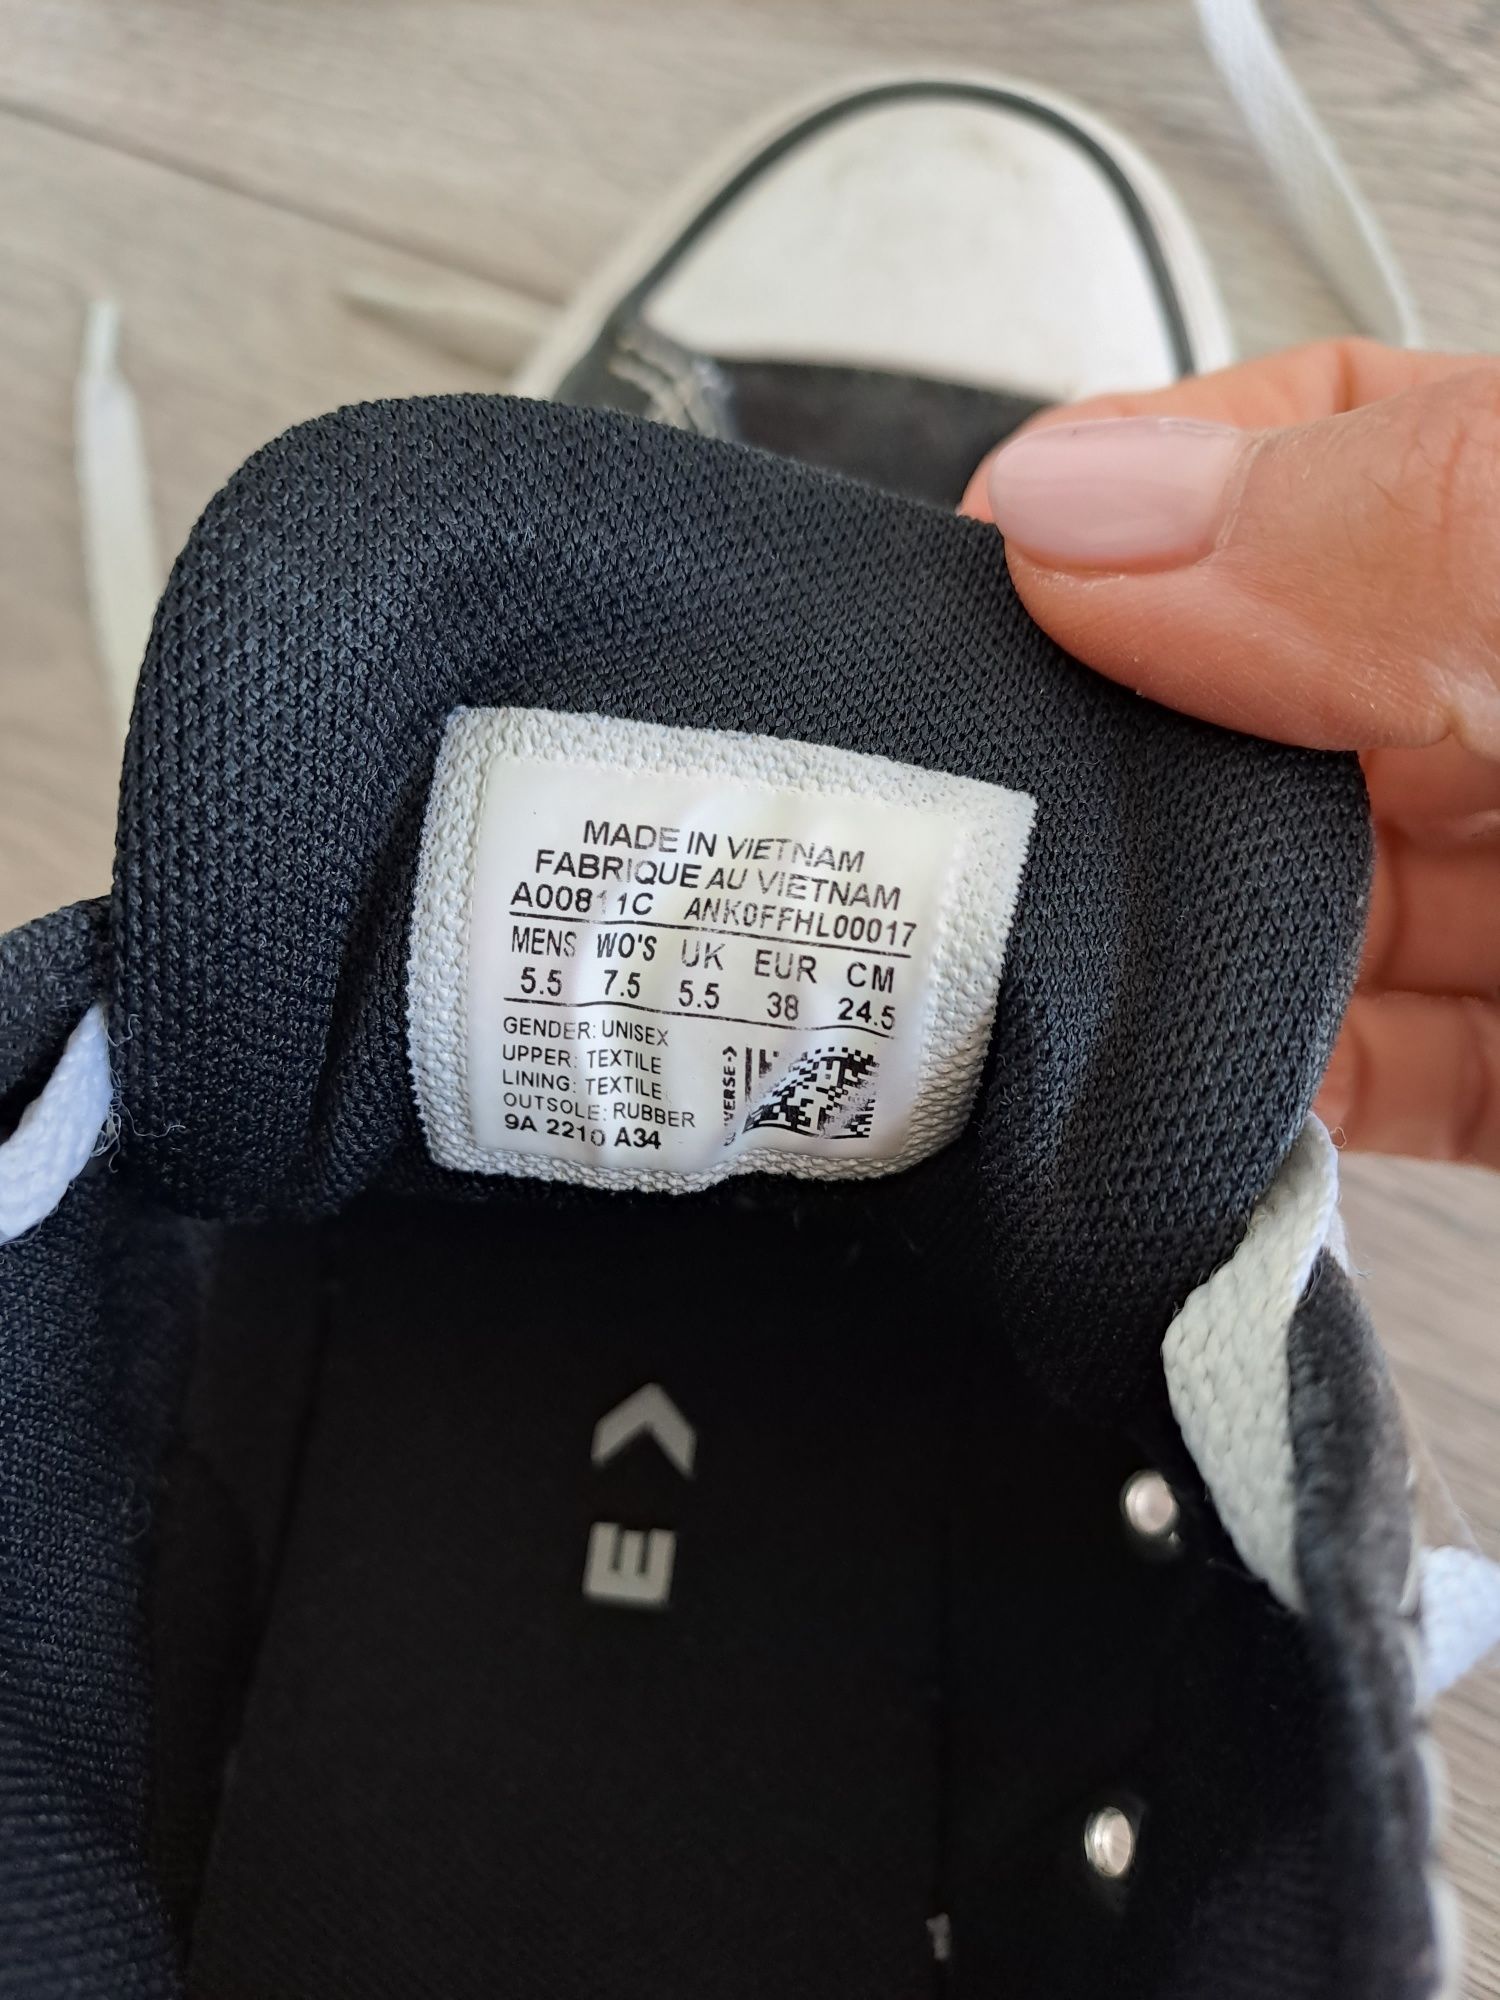 MADE IN VIETNAM
FABRIQUE AU VIETNAM
A00811C ANK0FFHL00017
MENS WO'S UK EUR CM
5.5 7.5 5.5 38 24.5
GENDER: UNISEX
UPPER: TEXTILE
LINING: TEXTILE
OUTSOLE: RUBBER
9A 2210 A34
E